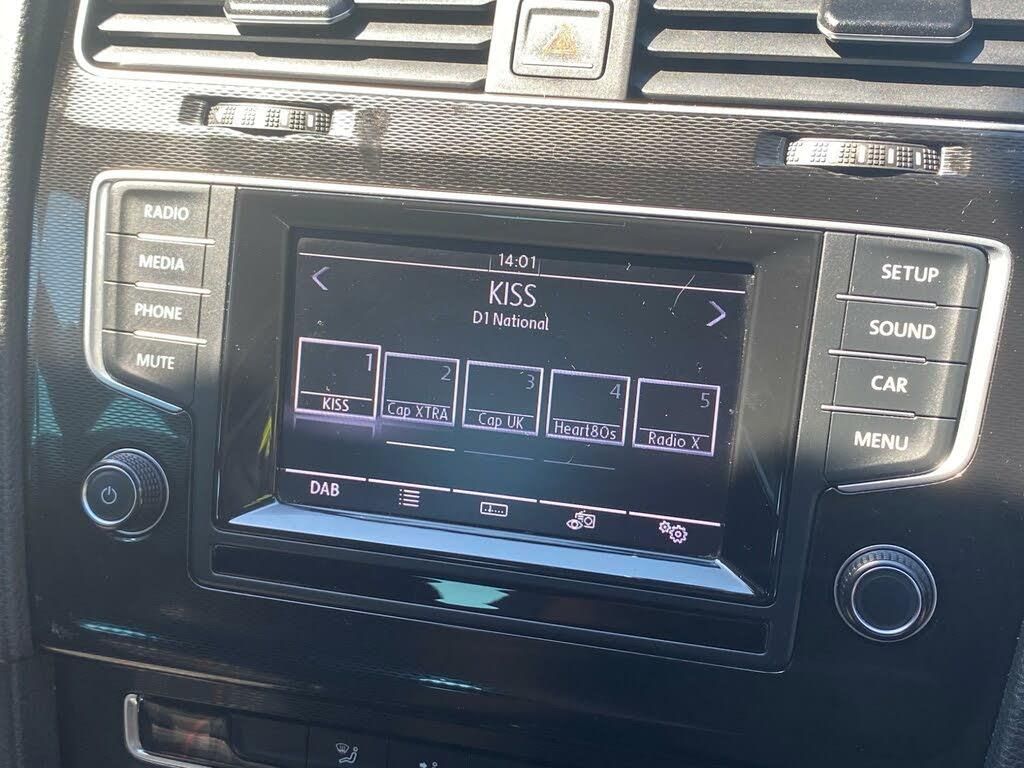 RADIO
MEDIA
PHONE
MUTE
14:01
KISS
D1 National
1
KISS
2
Cap XTRA
3
Cap UK
4
Heart80s
5
Radio X
DAB
SETUP
SOUND
CAR
MENU